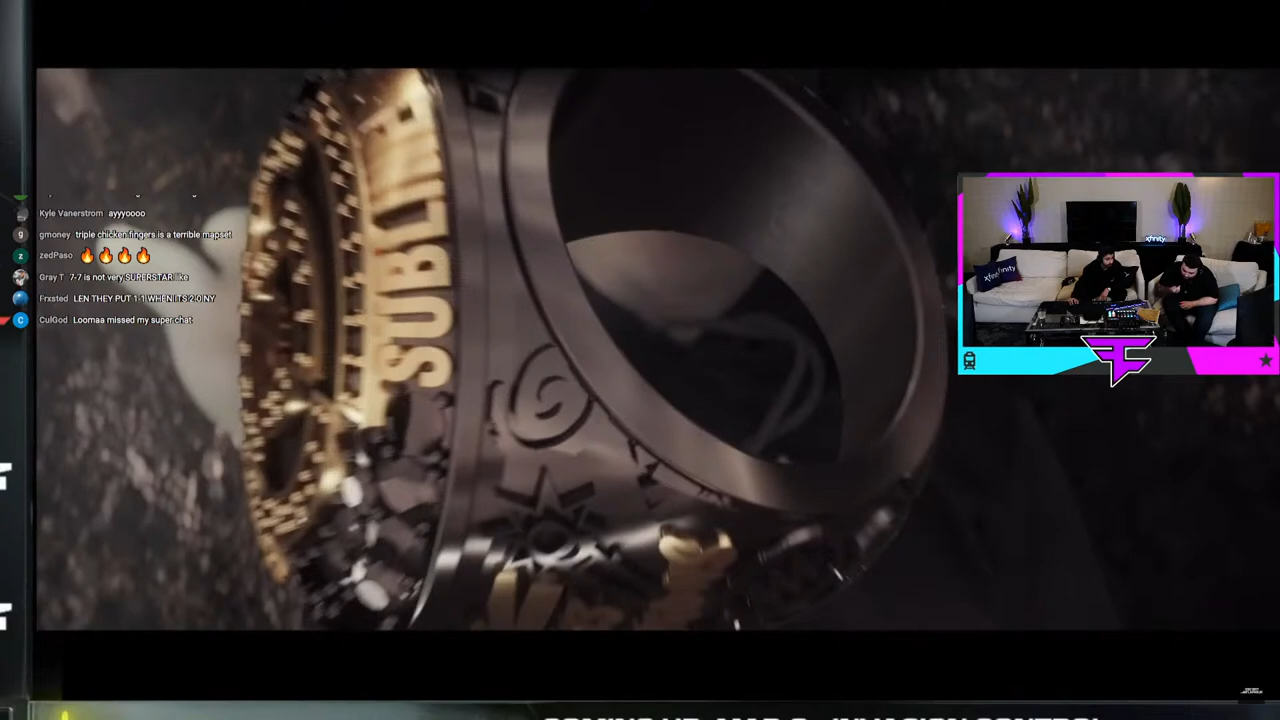 SUBLIM
Kyle Vanerstrom ayyyoooo
gmoney triple chicken fingers is a terrible mapset
zedPaso 🔥🔥🔥🔥
Gray T 7-7 is not very SUPERSTAR like
Frxsted LEN THEY PUT 1-1 WHEN ITS 2-0 NY
CulGod Loomaa missed my super chat
xfinity
xfinity